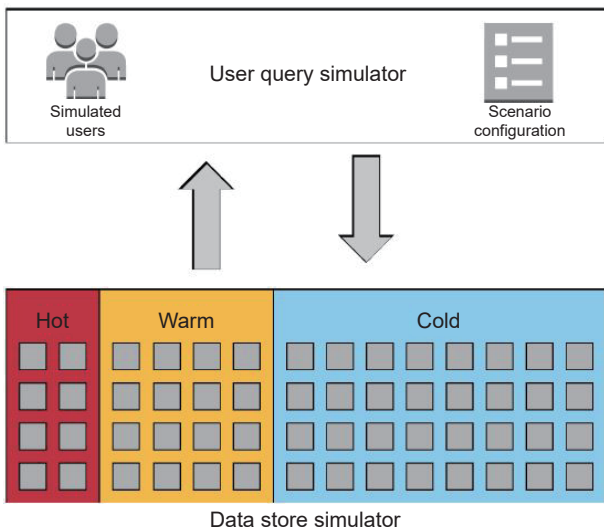 User query simulator
Simulated
users
Scenario
configuration
Hot
Warm
Cold
Data store simulator